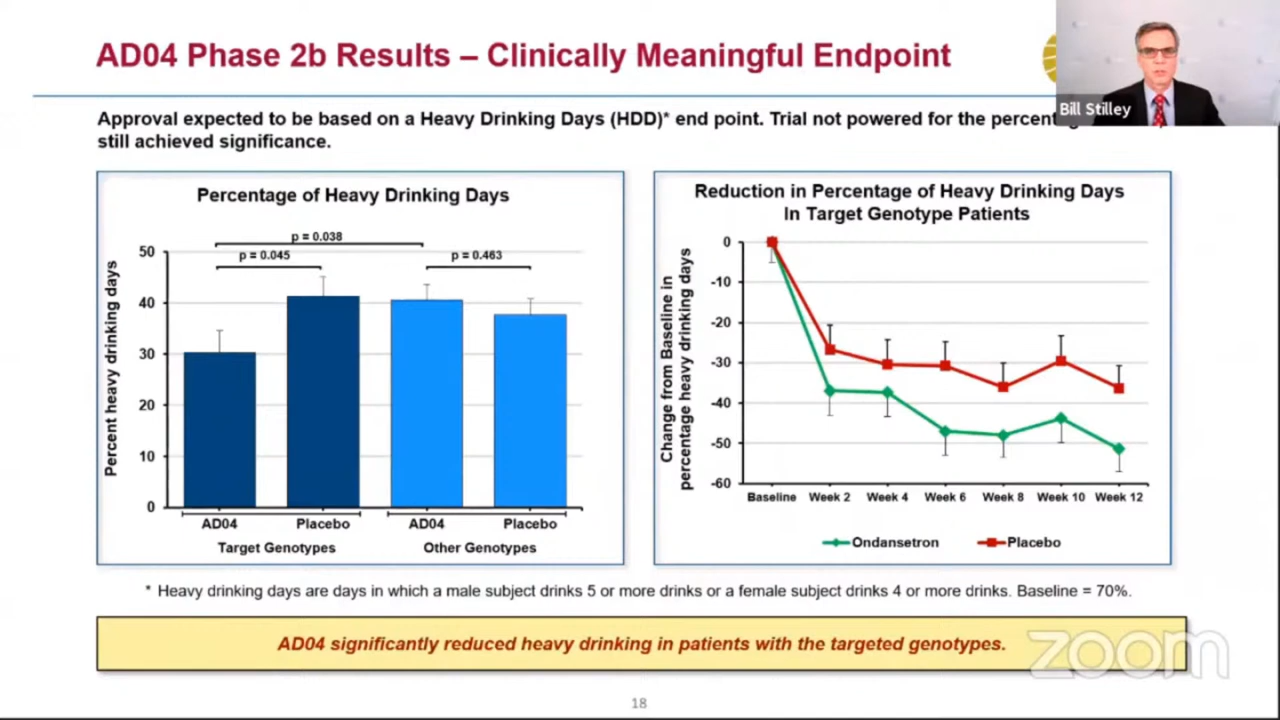 AD04 Phase 2b Results – Clinically Meaningful Endpoint
Bill Stilley
Approval expected to be based on a Heavy Drinking Days (HDD)* end point. Trial not powered for the
still achieved significance.
Percentage of Heavy Drinking Days
p = 0.038
p = 0.045
p = 0.463
Percent heavy drinking days
50
40
30
20
10
0
AD04
Placebo
AD04
Placebo
Target Genotypes
Other Genotypes
Reduction in Percentage of Heavy Drinking Days
In Target Genotype Patients
Change from Baseline in
percentage heavy drinking days
0
-10
-20
-30
-40
-50
-60
Baseline
Week 2
Week 4
Week 6
Week 8
Week 10
Week 12
Ondansetron
Placebo
* Heavy drinking days are days in which a male subject drinks 5 or more drinks or a female subject drinks 4 or more drinks. Baseline = 70%.
AD04 significantly reduced heavy drinking in patients with the targeted genotypes.
zoom
18